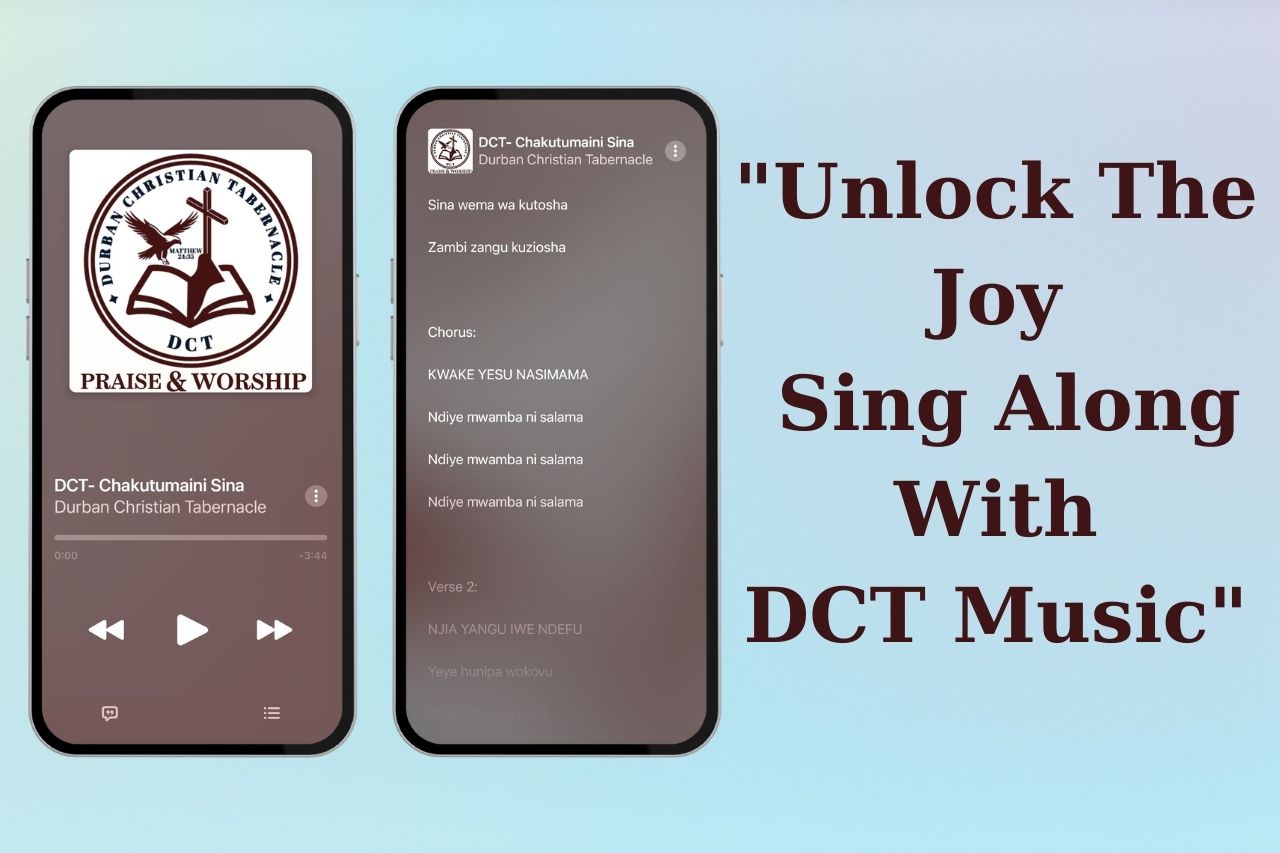 DURBAN CHRISTIAN TABERNACLE
MATTHEW
24:35
DCT
PRAISE & WORSHIP
DCT- Chakutumaini Sina
Durban Christian Tabernacle
0:00
-3:44
DCT- Chakutumaini Sina
Durban Christian Tabernacle
Sina wema wa kutosha
Zambi zangu kuziosha
Chorus:
KWAKE YESU NASIMAMA
Ndiye mwamba ni salama
Ndiye mwamba ni salama
Ndiye mwamba ni salama
Verse 2:
NJIA YANGU IWE NDEFU
Yeye hunipa wokovu
"Unlock The
Joy
Sing Along
With
DCT Music"